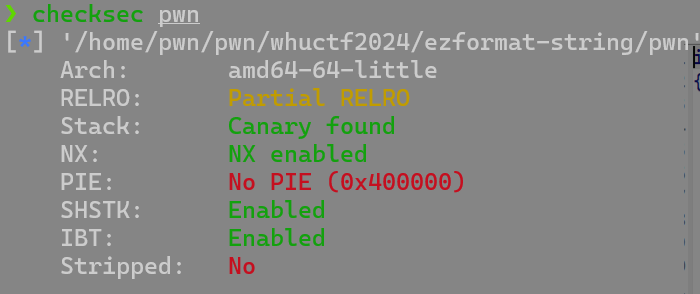 ❯ checksec pwn
[*] '/home/pwn/pwn/whuctf2024/ezformat-string/pwn'
Arch: amd64-64-little
RELRO: Partial RELRO
Stack: Canary found
NX: NX enabled
PIE: No PIE (0x400000)
SHSTK: Enabled
IBT: Enabled
Stripped: No